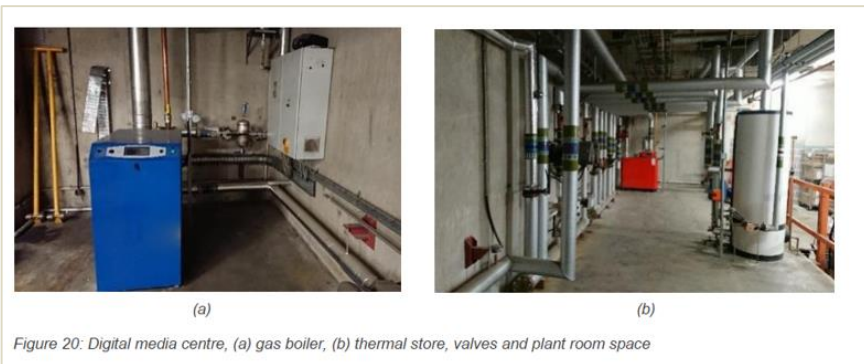 (a)
(b)
Figure 20: Digital media centre, (a) gas boiler, (b) thermal store, valves and plant room space